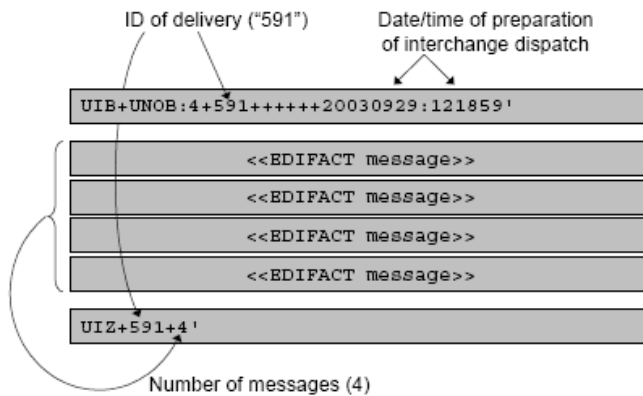 ID of delivery (“591”)
Date/time of preparation
of interchange dispatch
UIB+UNOB:4+591++++++20030929:121859'
<<EDIFACT message>>
<<EDIFACT message>>
<<EDIFACT message>>
<<EDIFACT message>>
UIZ+591+4'
Number of messages (4)